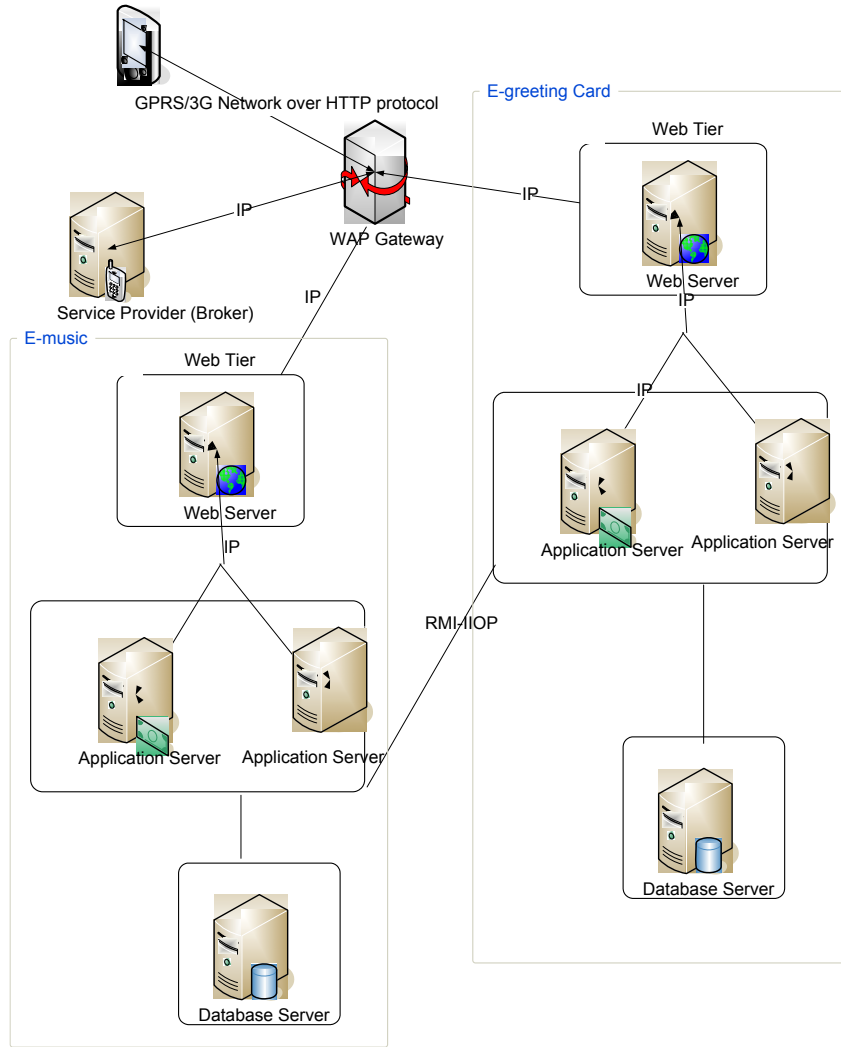 GPRS/3G Network over HTTP protocol
E-greeting Card
Web Tier
IP
IP
WAP Gateway
Web Server
IP
Service Provider (Broker)
IP
E-music
Web Tier
IP
Web Server
Application Server
Application Server
IP
RMI-IIOP
Application Server
Application Server
Database Server
Database Server